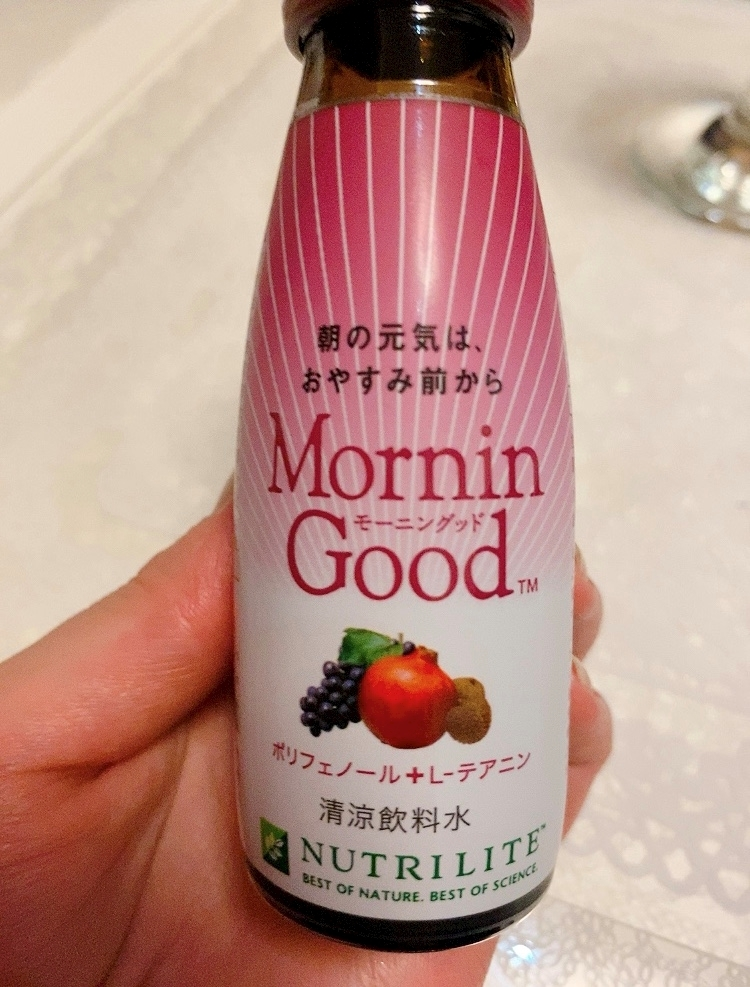 朝の元気は、
おやすみ前から
Mornin
モーニングッド
Good™
ポリフェノール+L-テアニン
清涼飲料水
NUTRILITE™
BEST OF NATURE. BEST OF SCIENCE.